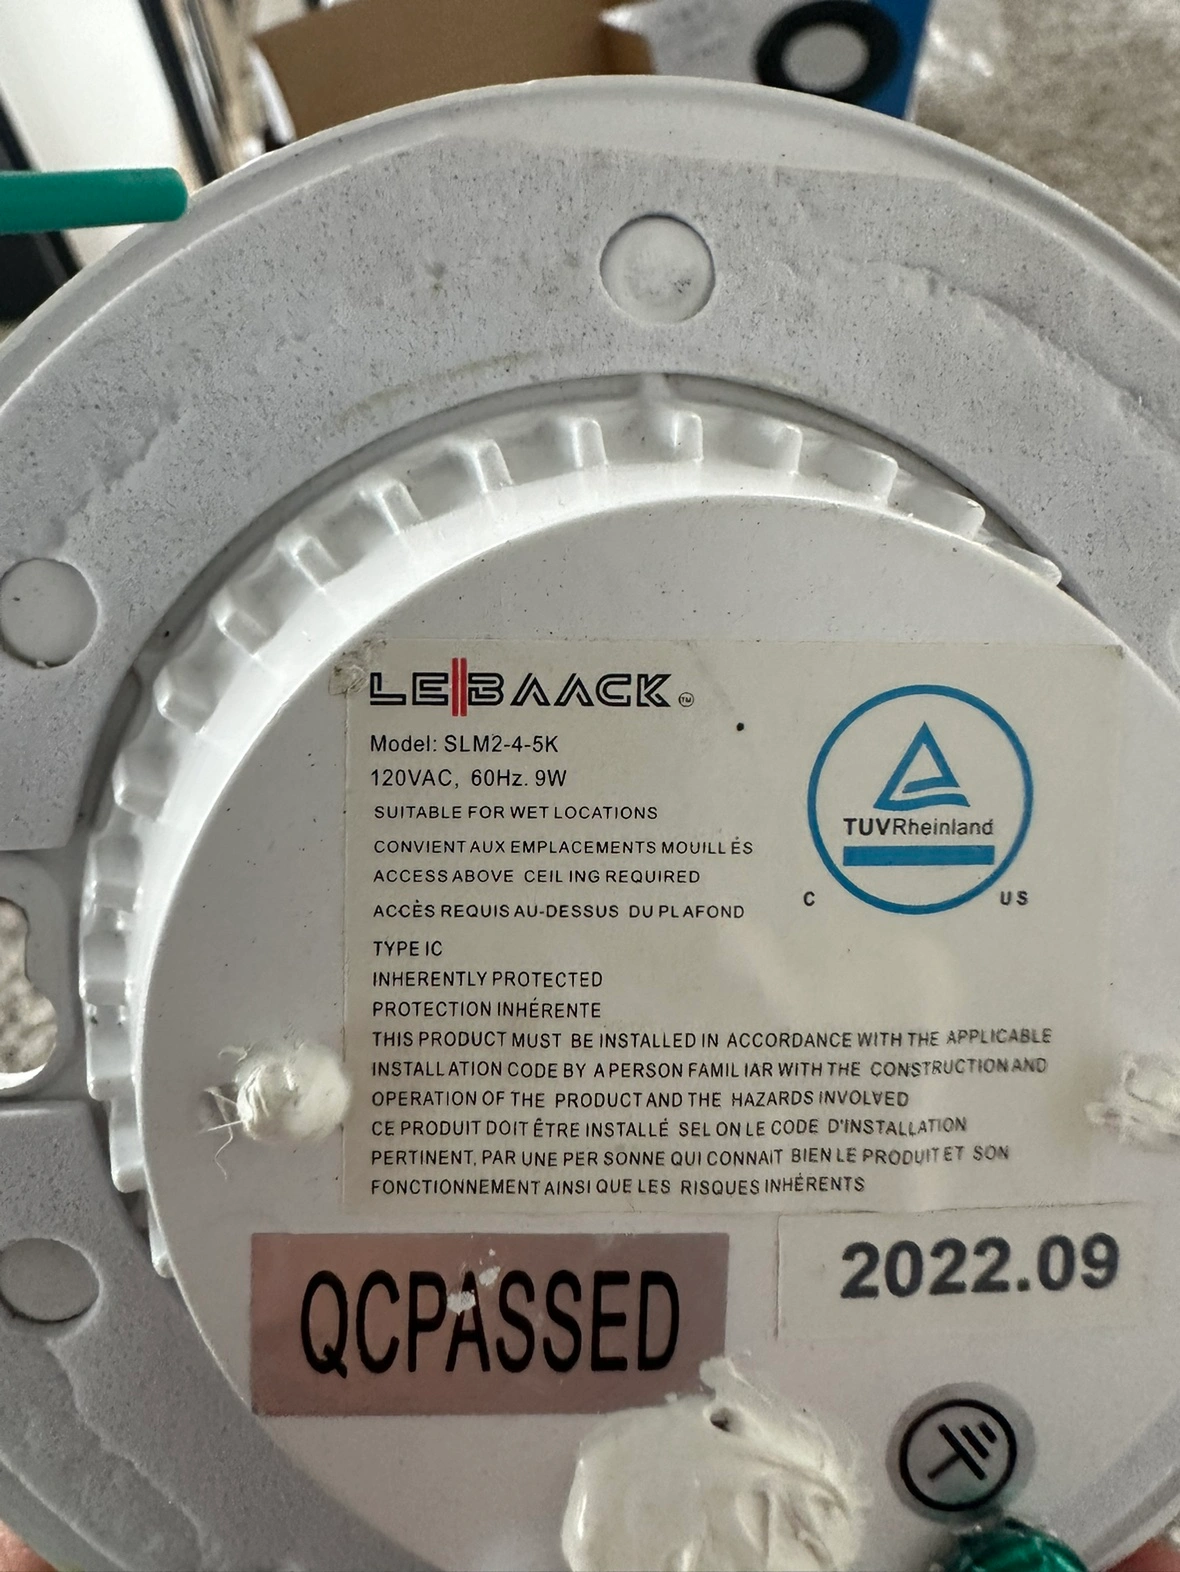 LEBAACK TM
Model: SLM2-4-5K
120VAC, 60Hz. 9W
SUITABLE FOR WET LOCATIONS
CONVIENT AUX EMPLACEMENTS MOUILLÉS
ACCESS ABOVE CEILING REQUIRED
ACCÈS REQUIS AU-DESSUS DU PLAFOND
TYPE IC
INHERENTLY PROTECTED
PROTECTION INHÉRENTE
THIS PRODUCT MUST BE INSTALLED IN ACCORDANCE WITH THE APPLICABLE
INSTALLATION CODE BY A PERSON FAMILIAR WITH THE CONSTRUCTION AND
OPERATION OF THE PRODUCT AND THE HAZARDS INVOLVED
CE PRODUIT DOIT ÊTRE INSTALLÉ SELON LE CODE D'INSTALLATION
PERTINENT, PAR UNE PERSONNE QUI CONNAIT BIEN LE PRODUIT ET SON
FONCTIONNEMENT AINSI QUE LES RISQUES INHÉRENTS
TUVRheinland
C US
QCPASSED
2022.09